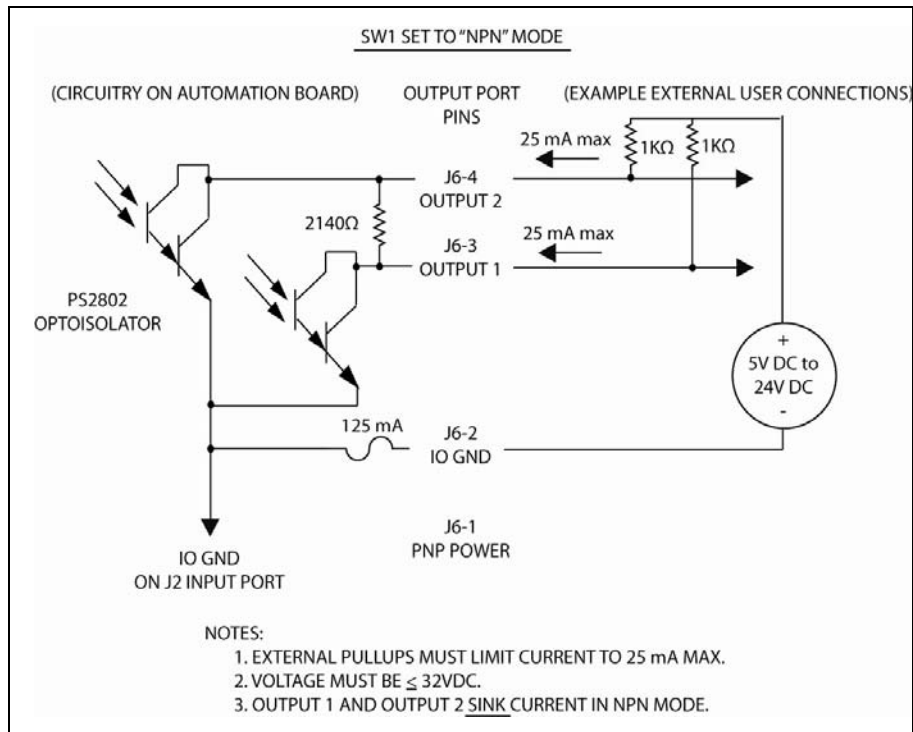 SW1 SET TO "NPN" MODE
(CIRCUITRY ON AUTOMATION BOARD)
OUTPUT PORT
PINS
(EXAMPLE EXTERNAL USER CONNECTIONS)
25 mA max
1KΩ
1KΩ
J6-4
OUTPUT 2
2140Ω
25 mA max
J6-3
OUTPUT 1
PS2802
OPTOISOLATOR
+
5V DC to
24V DC
-
125 mA
J6-2
IO GND
J6-1
PNP POWER
IO GND
ON J2 INPUT PORT
NOTES:
1. EXTERNAL PULLUPS MUST LIMIT CURRENT TO 25 mA MAX.
2. VOLTAGE MUST BE ≤ 32VDC.
3. OUTPUT 1 AND OUTPUT 2 SINK CURRENT IN NPN MODE.